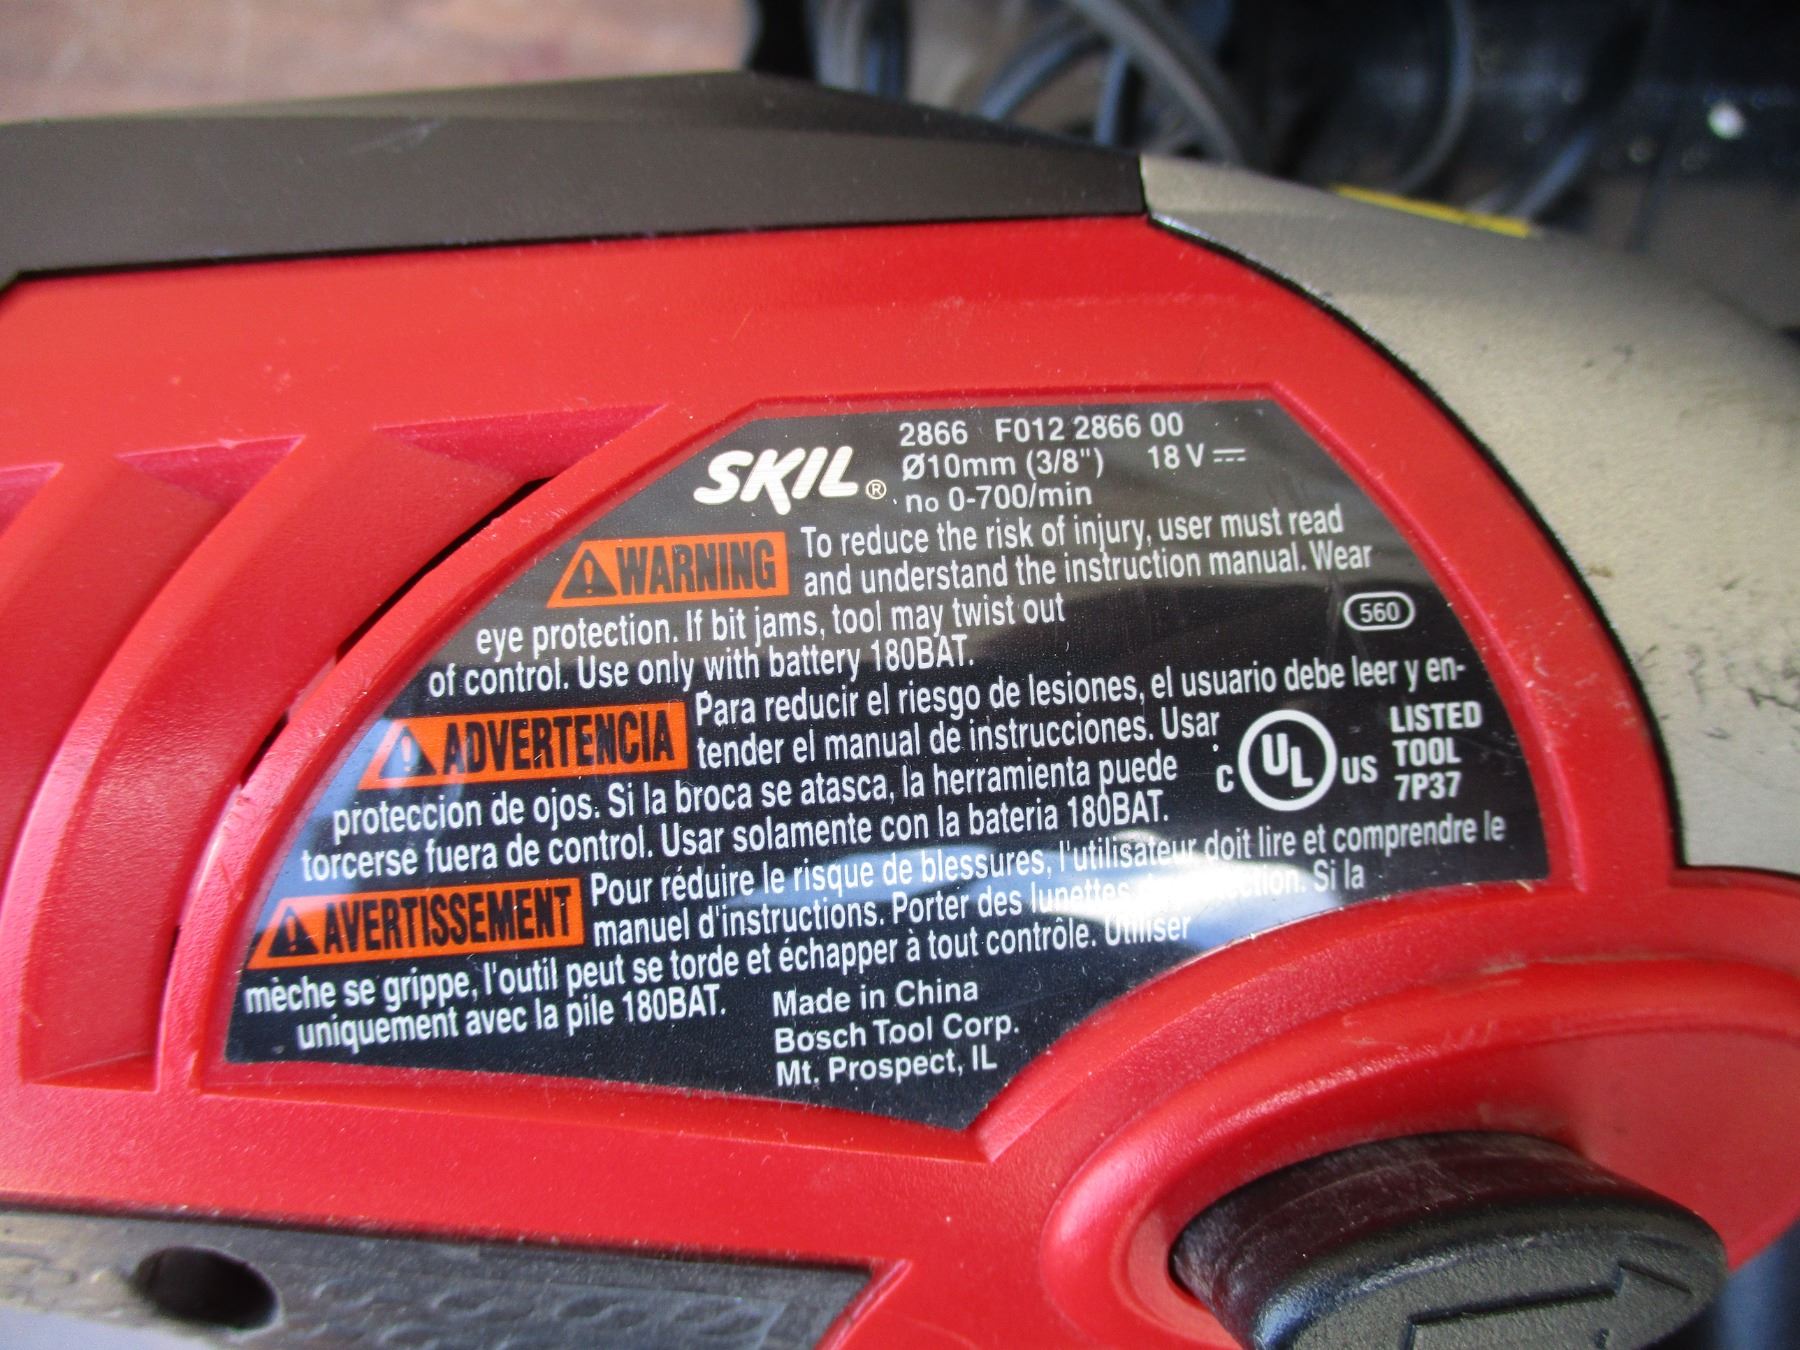 SKIL®
2866 F012 2866 00
Ø10mm (3/8") 18 V ⎓
no 0-700/min
WARNING To reduce the risk of injury, user must read
and understand the instruction manual. Wear
eye protection. If bit jams, tool may twist out
of control. Use only with battery 180BAT.
560
ADVERTENCIA Para reducir el riesgo de lesiones, el usuario debe leer y en-
tender el manual de instrucciones. Usar
proteccion de ojos. Si la broca se atasca, la herramienta puede
torcerse fuera de control. Usar solamente con la bateria 180BAT.
C UL US
LISTED
TOOL
7P37
AVERTISSEMENT Pour réduire le risque de blessures, l'utilisateur doit lire et comprendre le
manuel d'instructions. Porter des lunettes Si la
mèche se grippe, l'outil peut se torde et échapper à tout contrôle. Utiliser
uniquement avec la pile 180BAT.
Made in China
Bosch Tool Corp.
Mt. Prospect, IL